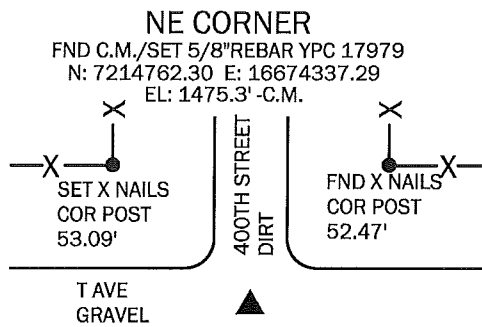 NE CORNER
FND C.M./SET 5/8"REBAR YPC 17979
N: 7214762.30 E: 16674337.29
EL: 1475.3' -C.M.
X
X
X
X
SET X NAILS
COR POST
53.09'
400TH STREET
DIRT
FND X NAILS
COR POST
52.47'
T AVE
GRAVEL